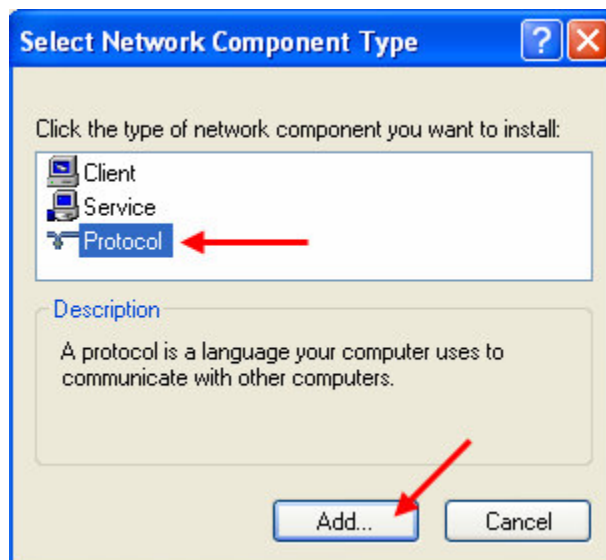 Select Network Component Type
?
Click the type of network component you want to install:
Client
Service
Protocol
Description
A protocol is a language your computer uses to
communicate with other computers.
Add... Cancel